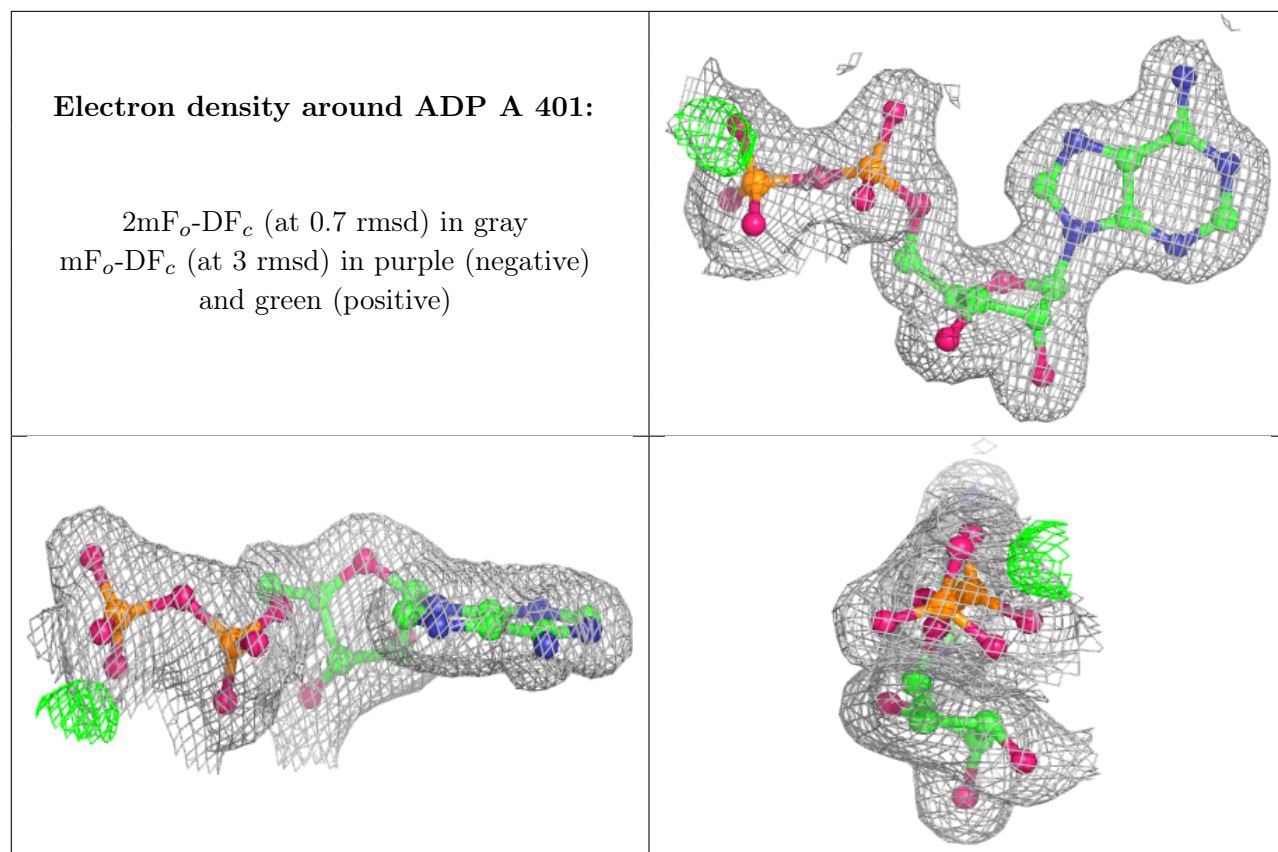 Electron density around ADP A 401:
2mFₒ-DF𝒸 (at 0.7 rmsd) in gray
mFₒ-DF𝒸 (at 3 rmsd) in purple (negative)
and green (positive)